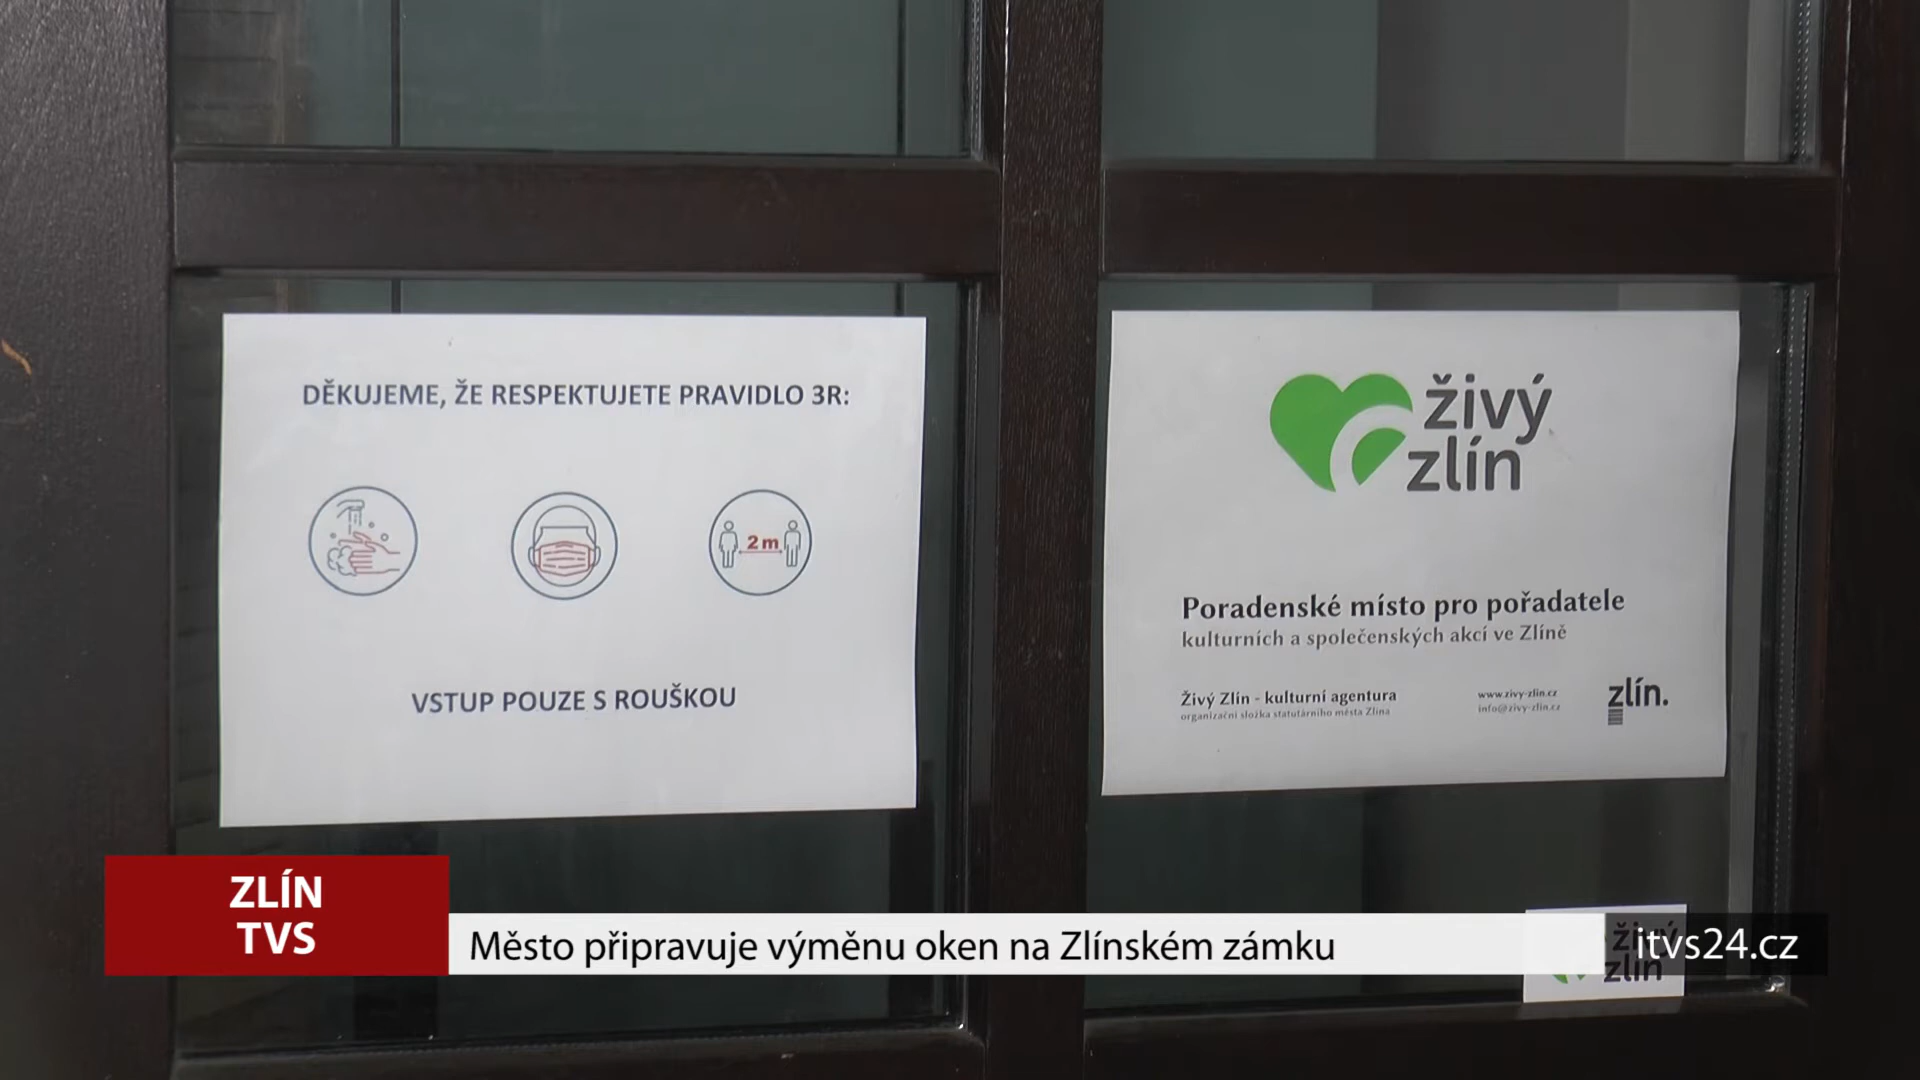 DĚKUJEME, ŽE RESPEKTUJETE PRAVIDLO 3R:
2 m
VSTUP POUZE S ROUŠKOU
živý
zlín
Poradenské místo pro pořadatele
kulturních a společenských akcí ve Zlíně
Živý Zlín - kulturní agentura
organizační složka statutárního města Zlína
www.zivy-zlin.cz
info@zivy-zlin.cz
zlín.
ZLÍN
TVS
Město připravuje výměnu oken na Zlínském zámku
živý
zlín
itvs24.cz